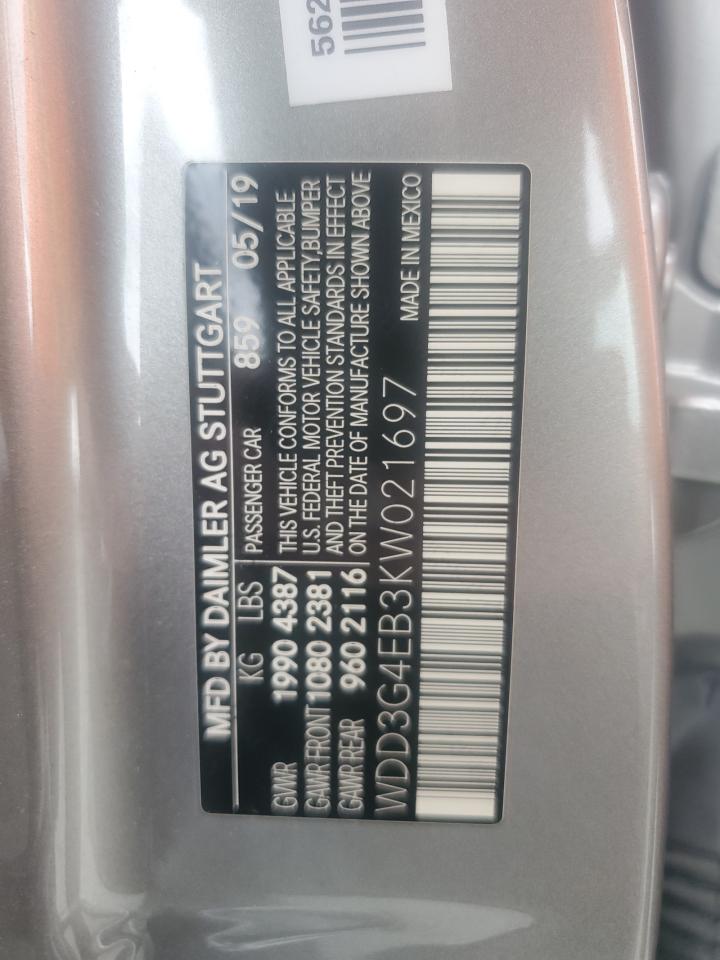 562
MFD BY DAIMLER AG STUTTGART
KG LBS PASSENGER CAR 859 05/19
GVWR 1990 4387 THIS VEHICLE CONFORMS TO ALL APPLICABLE
GAWR FRONT 1080 2381 U.S. FEDERAL MOTOR VEHICLE SAFETY,BUMPER
AND THEFT PREVENTION STANDARDS IN EFFECT
GAWR REAR 960 2116 ON THE DATE OF MANUFACTURE SHOWN ABOVE
WDD3G4EB3KW021697 MADE IN MEXICO